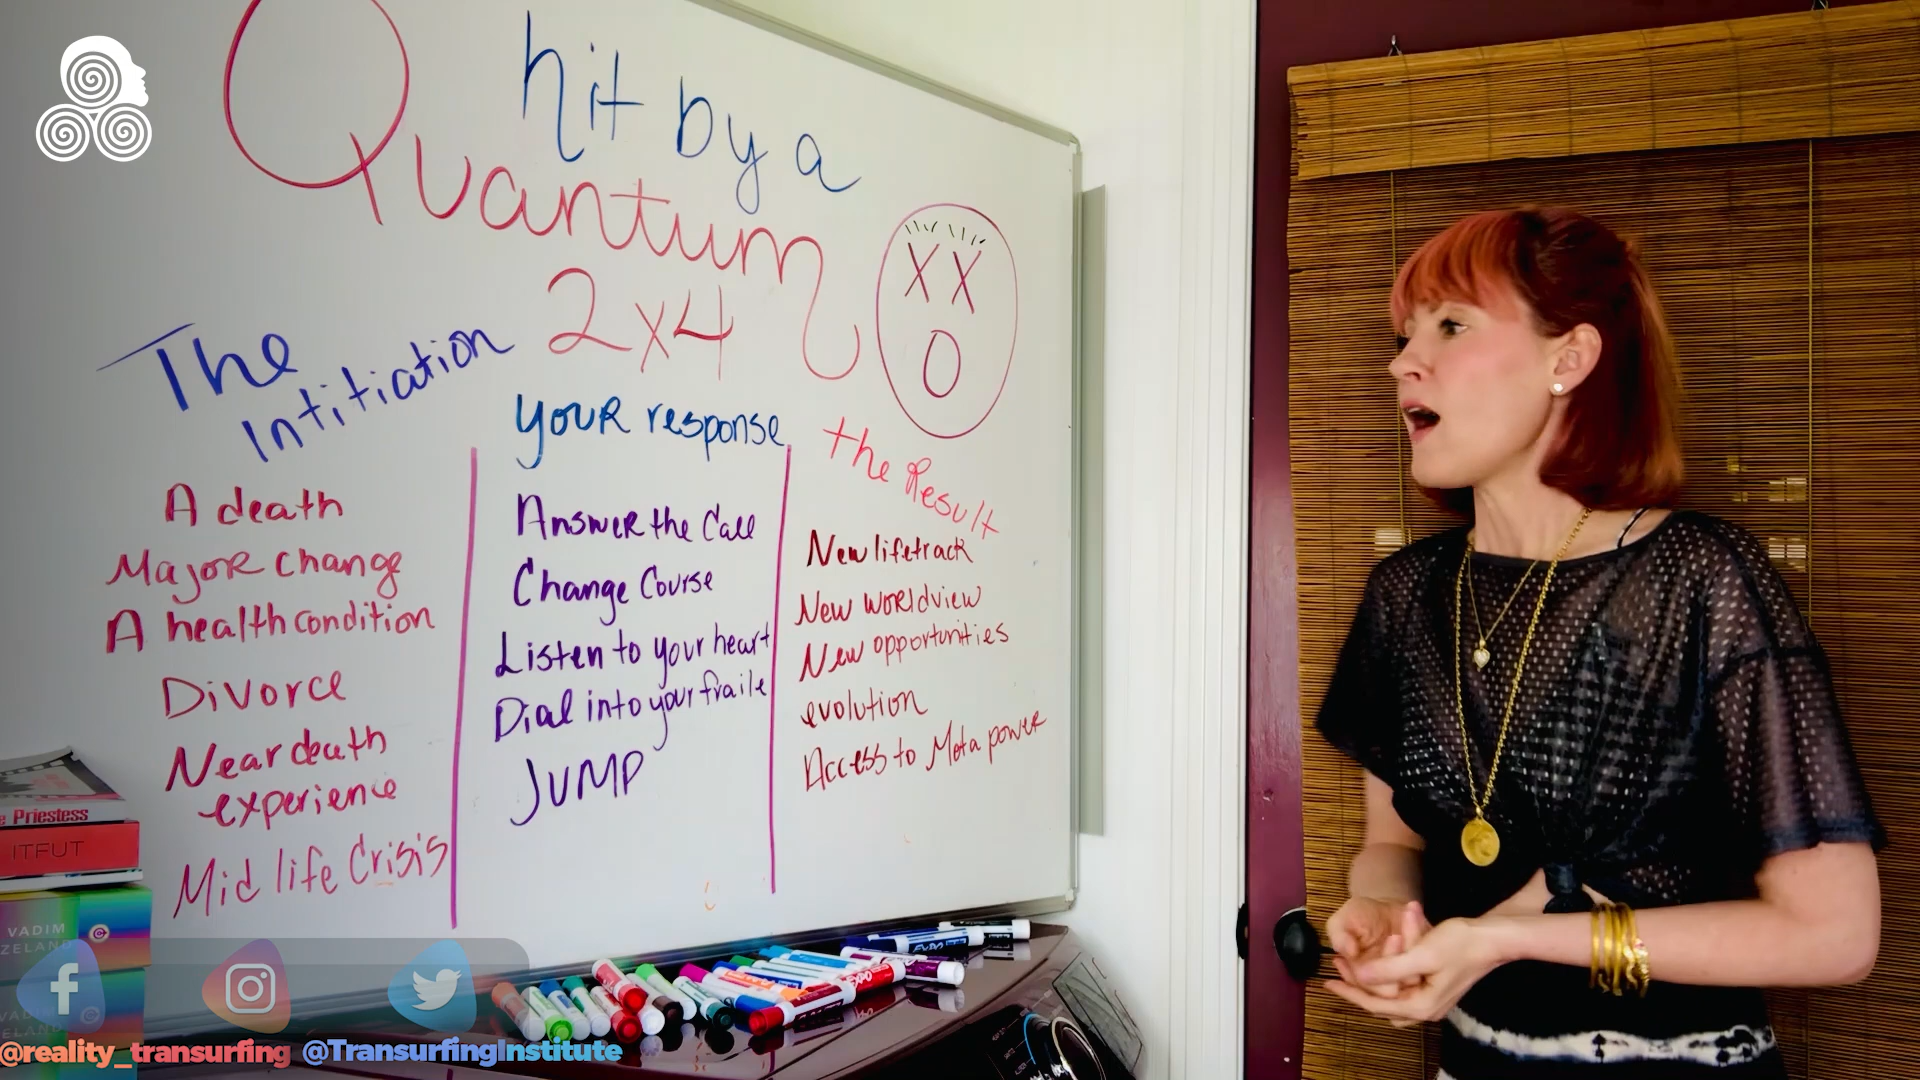 hit by a
Quantum
2x4
The
Intitiation
A death
Major change
A health condition
Divorce
Near death
experience
Mid life Crisis
your response
Answer the Call
Change Course
Listen to your heart
Dial into your fraile
JUMP
the Result
New lifetrack
New worldview
New opportunities
evolution
Access to Meta power
e Priestess
ITFUT
VADIM
ZELAND
EXPO
@reality_transurfing @TransurfingInstitute